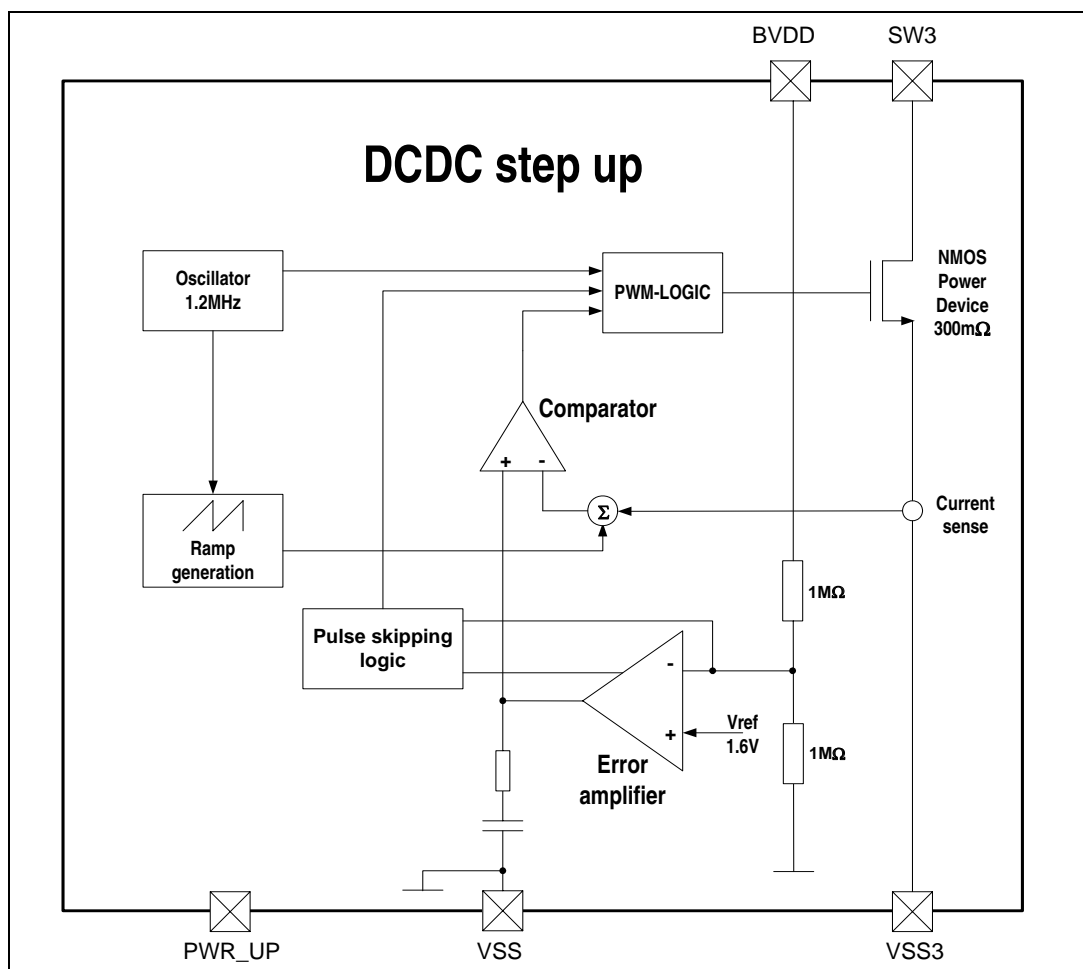 BVDD
SW3
DCDC step up
Oscillator
1.2MHz
PWM-LOGIC
NMOS
Power
Device
300mΩ
Comparator
+
-
Σ
Current
sense
Ramp
generation
1MΩ
Pulse skipping
logic
-
+
Vref
1.6V
1MΩ
Error
amplifier
PWR_UP
VSS
VSS3